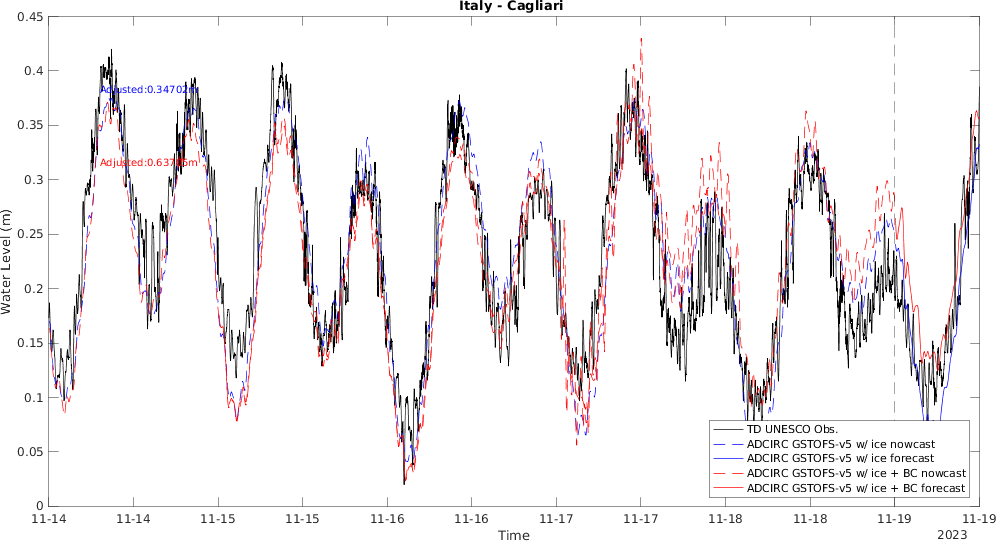 Italy - Cagliari
0.45
0.4
0.35
0.3
0.25
0.2
0.15
0.1
0.05
0
Water Level (m)
Adjusted:0.34702m
TD UNESCO Obs.
ADCIRC GSTOFS-v5 w/ ice nowcast
ADCIRC GSTOFS-v5 w/ ice forecast
ADCIRC GSTOFS-v5 w/ ice + BC nowcast
ADCIRC GSTOFS-v5 w/ ice + BC forecast
11-14 11-14 11-15 11-15 11-16 11-16 11-17 11-17 11-18 11-18 11-19 11-19
Time
2023